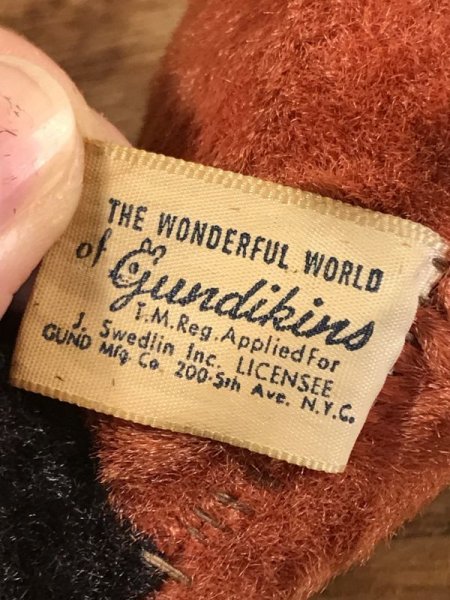 THE WONDERFUL WORLD
of Gundikins
T.M. Reg. Applied For
J. Swedlin Inc. LICENSEE
GUND Mfg. Co. 200-5th Ave. N.Y.C.